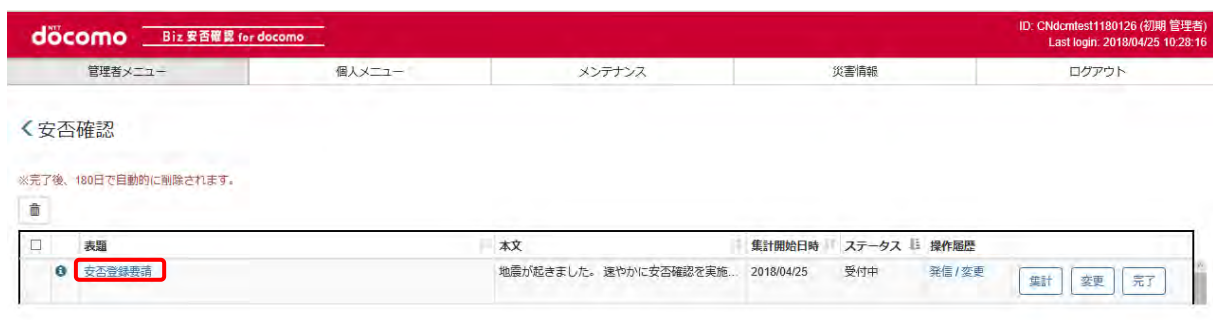 NTT
döcomo Biz 安否確認 for docomo
ID: CNdcmtest1180126 (初期 管理者)
Last login: 2018/04/25 10:28:16
管理者メニュー 個人メニュー メンテナンス 災害情報 ログアウト
安否確認
※完了後、180日で自動的に削除されます。
表題 本文 集計開始日時 ステータス 操作履歴
安否登録要請 地震が起きました。 速やかに安否確認を実施... 2018/04/25 受付中 発信 / 変更 集計 変更 完了